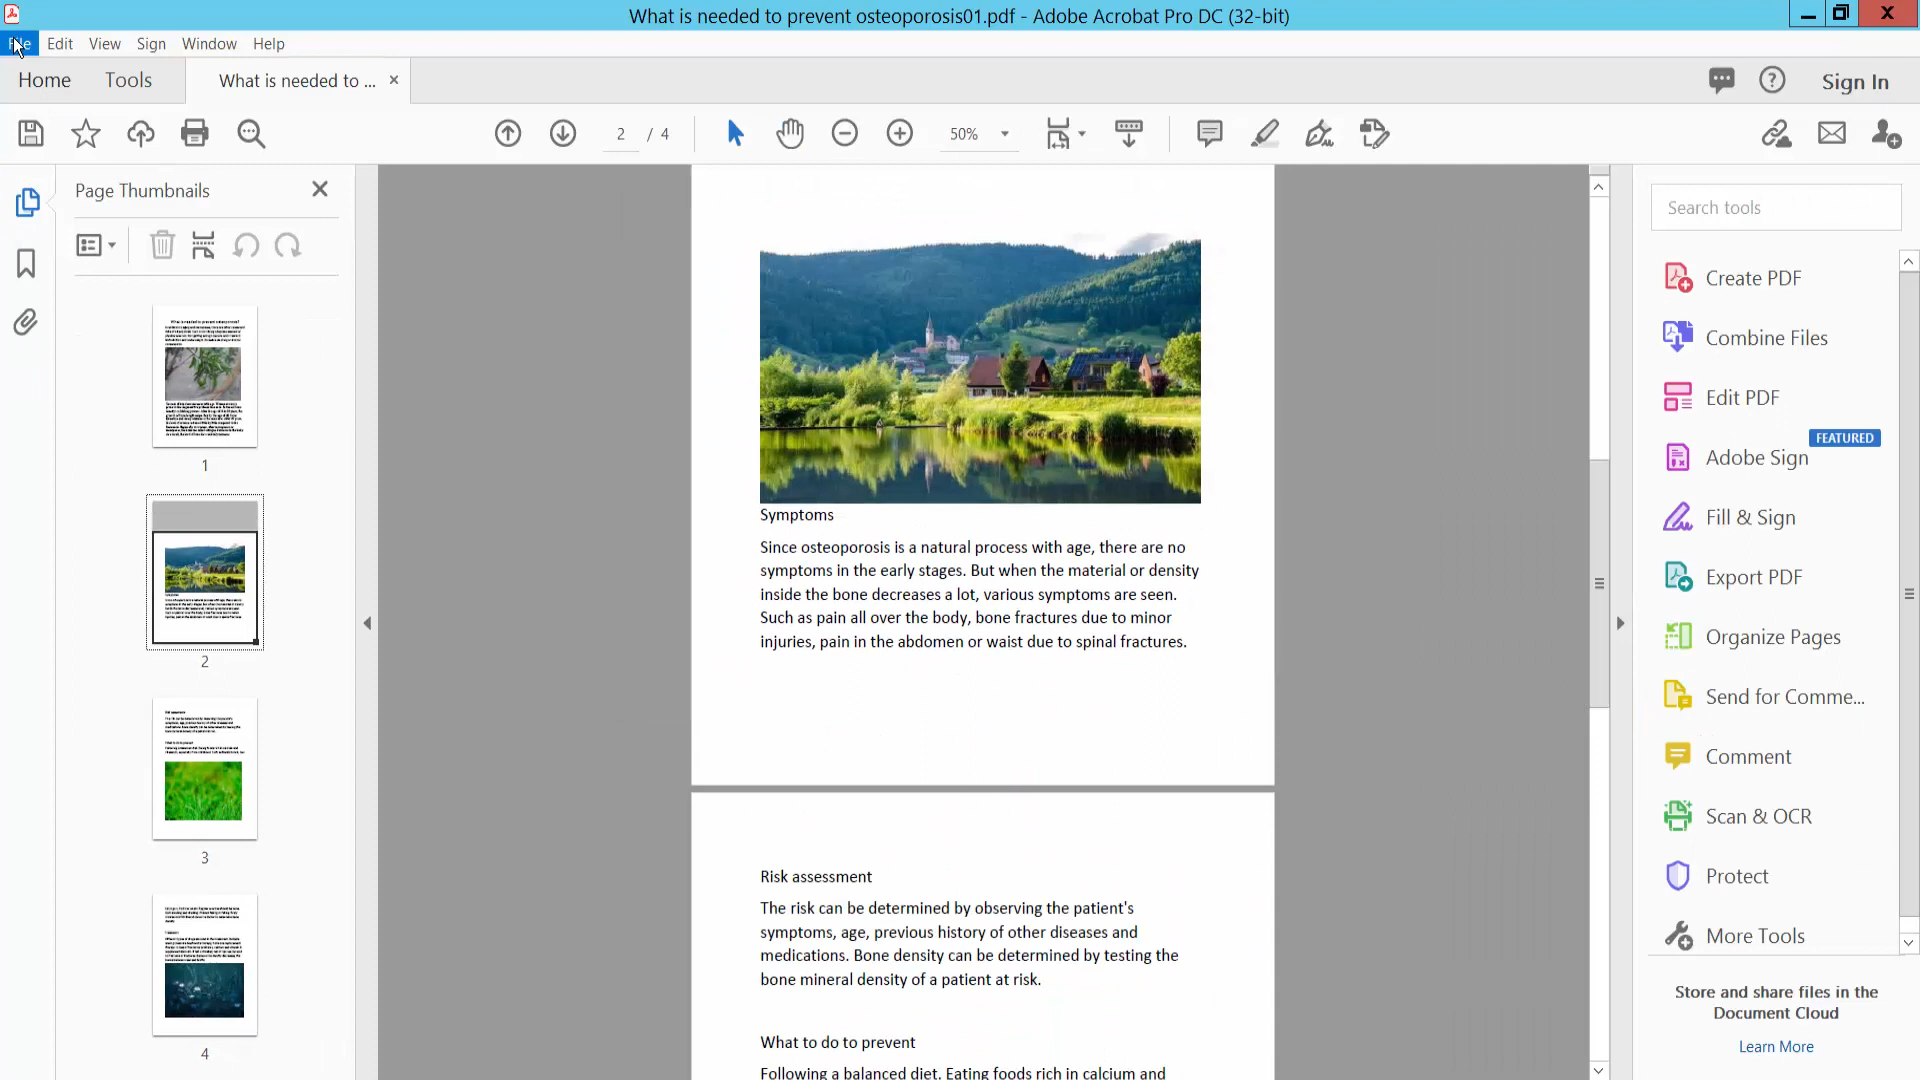 What is needed to prevent osteoporosis01.pdf - Adobe Acrobat Pro DC (32-bit)
File Edit View Sign Window Help
Home Tools What is needed to ... Sign In
2 / 4 50%
Page Thumbnails
1
2
3
4
Symptoms
Since osteoporosis is a natural process with age, there are no
symptoms in the early stages. But when the material or density
inside the bone decreases a lot, various symptoms are seen.
Such as pain all over the body, bone fractures due to minor
injuries, pain in the abdomen or waist due to spinal fractures.
Risk assessment
The risk can be determined by observing the patient's
symptoms, age, previous history of other diseases and
medications. Bone density can be determined by testing the
bone mineral density of a patient at risk.
What to do to prevent
Following a balanced diet. Eating foods rich in calcium and
Search tools
Create PDF
Combine Files
Edit PDF
FEATURED
Adobe Sign
Fill & Sign
Export PDF
Organize Pages
Send for Comme...
Comment
Scan & OCR
Protect
More Tools
Store and share files in the
Document Cloud
Learn More